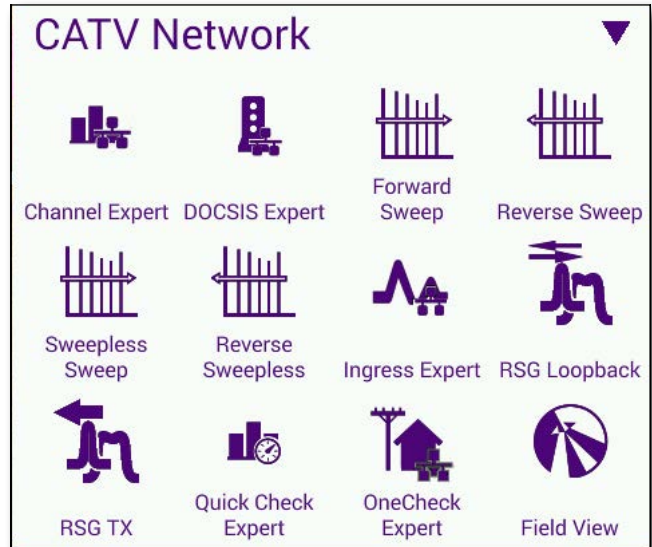 CATV Network
Channel Expert
DOCSIS Expert
Forward
Sweep
Reverse Sweep
Sweepless
Sweep
Reverse
Sweepless
Ingress Expert
RSG Loopback
RSG TX
Quick Check
Expert
OneCheck
Expert
Field View